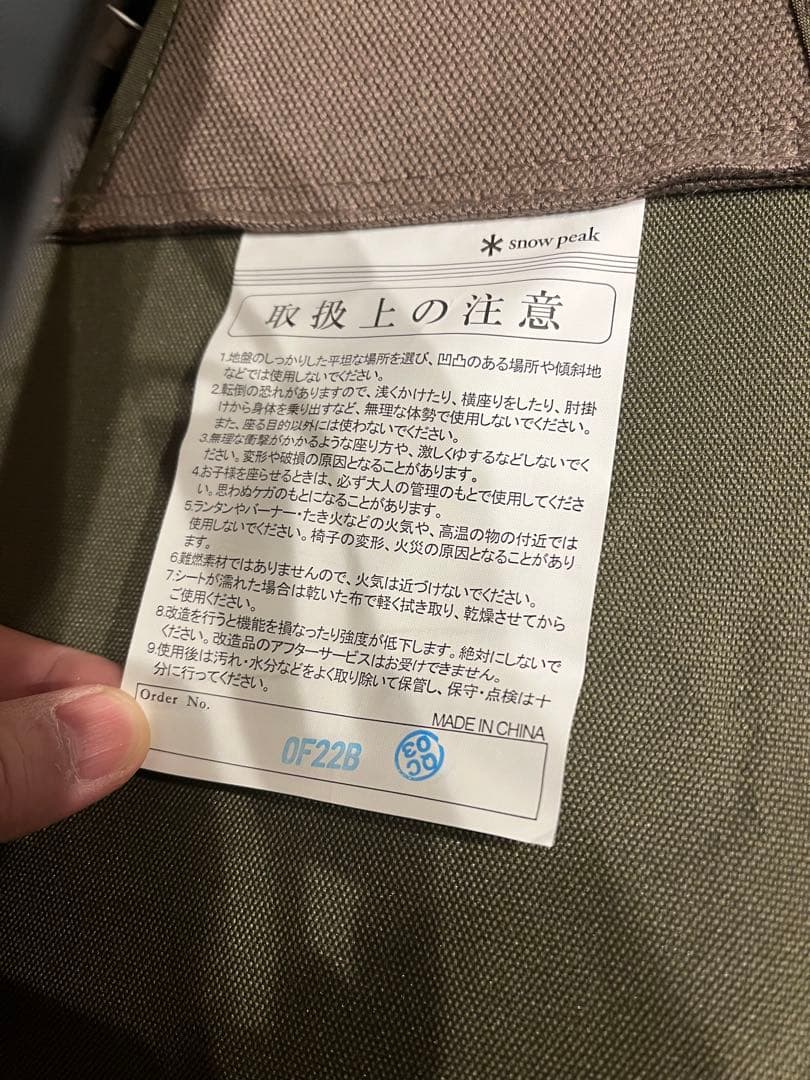 snow peak
取扱上の注意
1.地盤のしっかりした平坦な場所を選び、凹凸のある場所や傾斜地
などでは使用しないでください。
2.転倒の恐れがありますので、浅くかけたり、横座りをしたり、肘掛
けから身体を乗り出すなど、無理な体勢で使用しないでください。
また、座る目的以外には使わないでください。
3.無理な衝撃がかかるような座り方や、激しくゆするなどしないでく
ださい。変形や破損の原因となることがあります。
4.お子様を座らせるときは、必ず大人の管理のもとで使用してくださ
い。思わぬケガのもとになることがあります。
5.ランタンやバーナー・たき火などの火気や、高温の物の付近では
使用しないでください。椅子の変形、火災の原因となることがあり
ます。
6.難燃素材ではありませんので、火気は近づけないでください。
7.シートが濡れた場合は乾いた布で軽く拭き取り、乾燥させてから
ご使用ください。
8.改造を行うと機能を損なったり強度が低下します。絶対にしないで
ください。改造品のアフターサービスはお受けできません。
9.使用後は汚れ・水分などをよく取り除いて保管し、保守・点検は十
分に行ってください。
MADE IN CHINA
Order No.
0F22B
QC
03